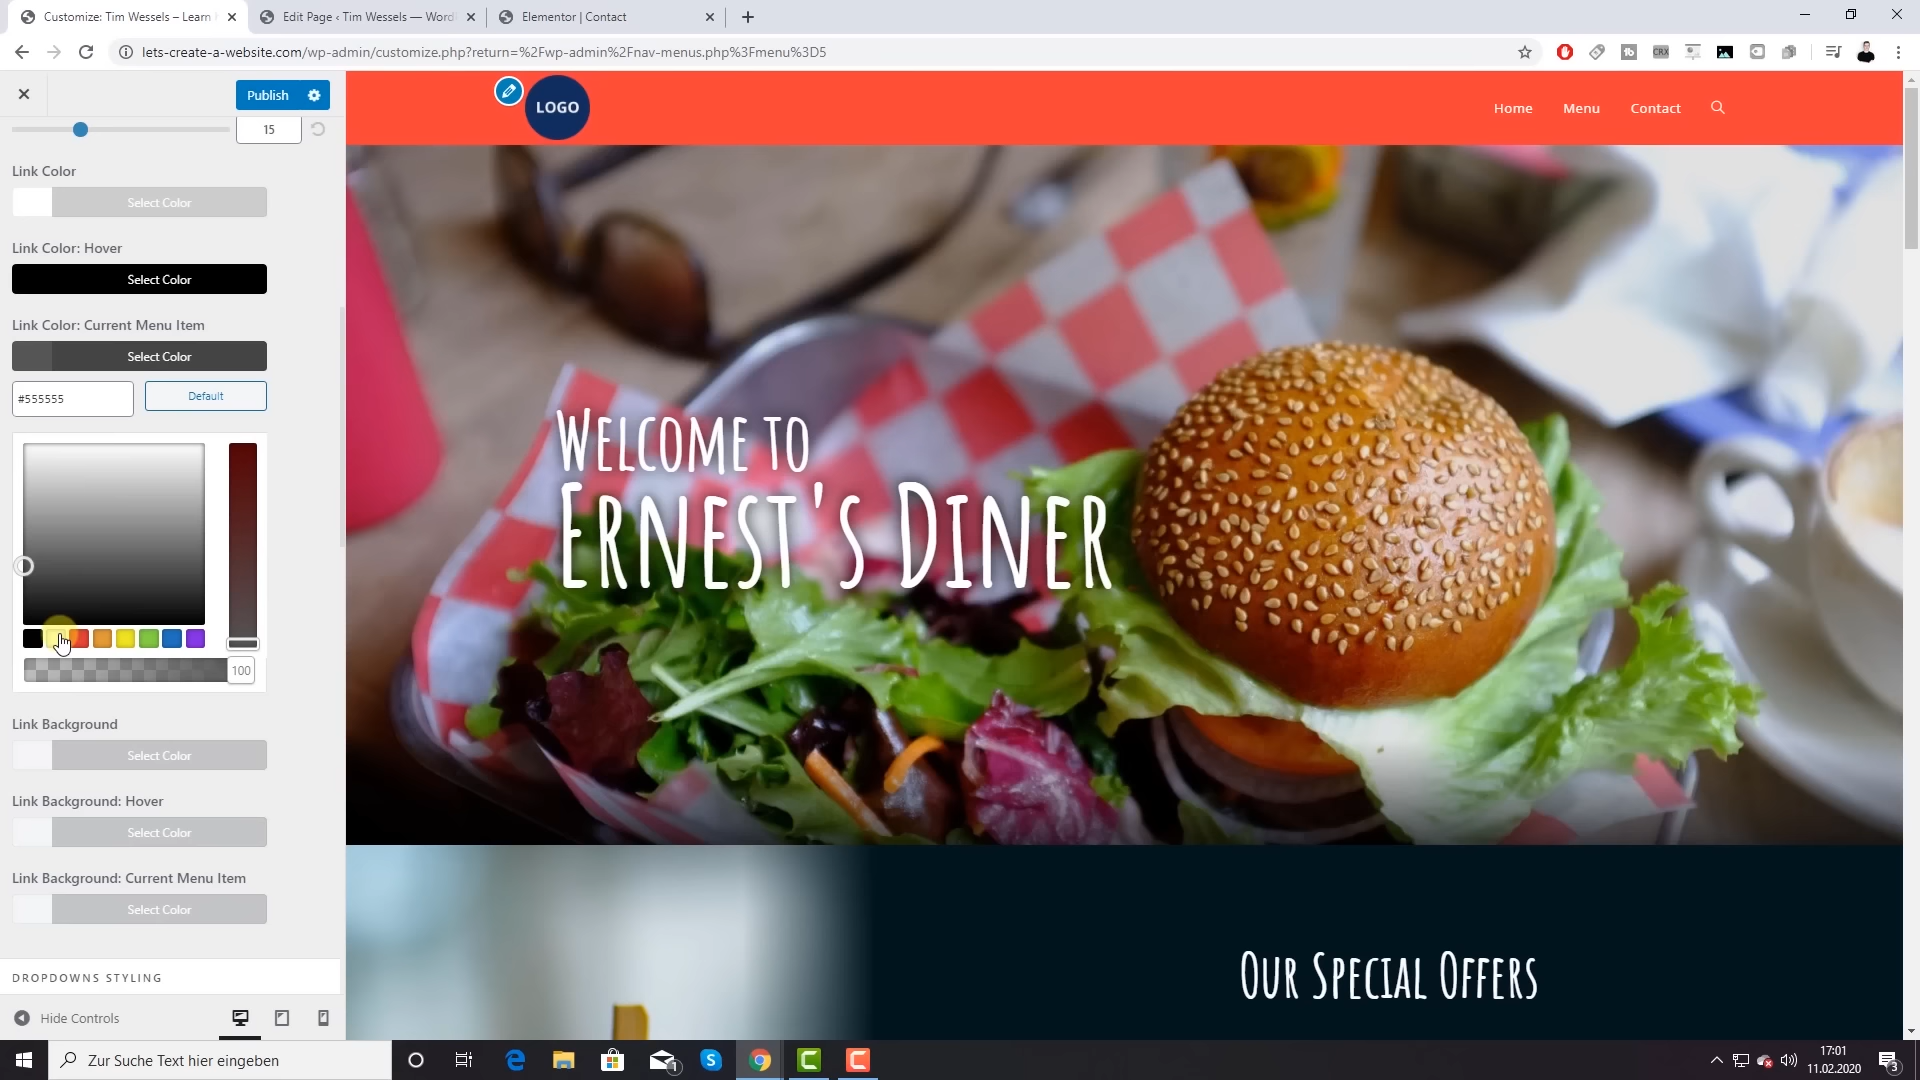 Customize: Tim Wessels – Learn
Edit Page ‹ Tim Wessels — Word
Elementor | Contact
lets-create-a-website.com/wp-admin/customize.php?return=%2Fwp-admin%2Fnav-menus.php%3Fmenu%3D5
Publish
15
Link Color
Select Color
Link Color: Hover
Select Color
Link Color: Current Menu Item
Select Color
#555555
Default
100
Link Background
Select Color
Link Background: Hover
Select Color
Link Background: Current Menu Item
Select Color
DROPDOWNS STYLING
Hide Controls
LOGO
Home
Menu
Contact
Welcome to
Ernest's Diner
Our Special Offers
Zur Suche Text hier eingeben
1
17:01
11.02.2020
3